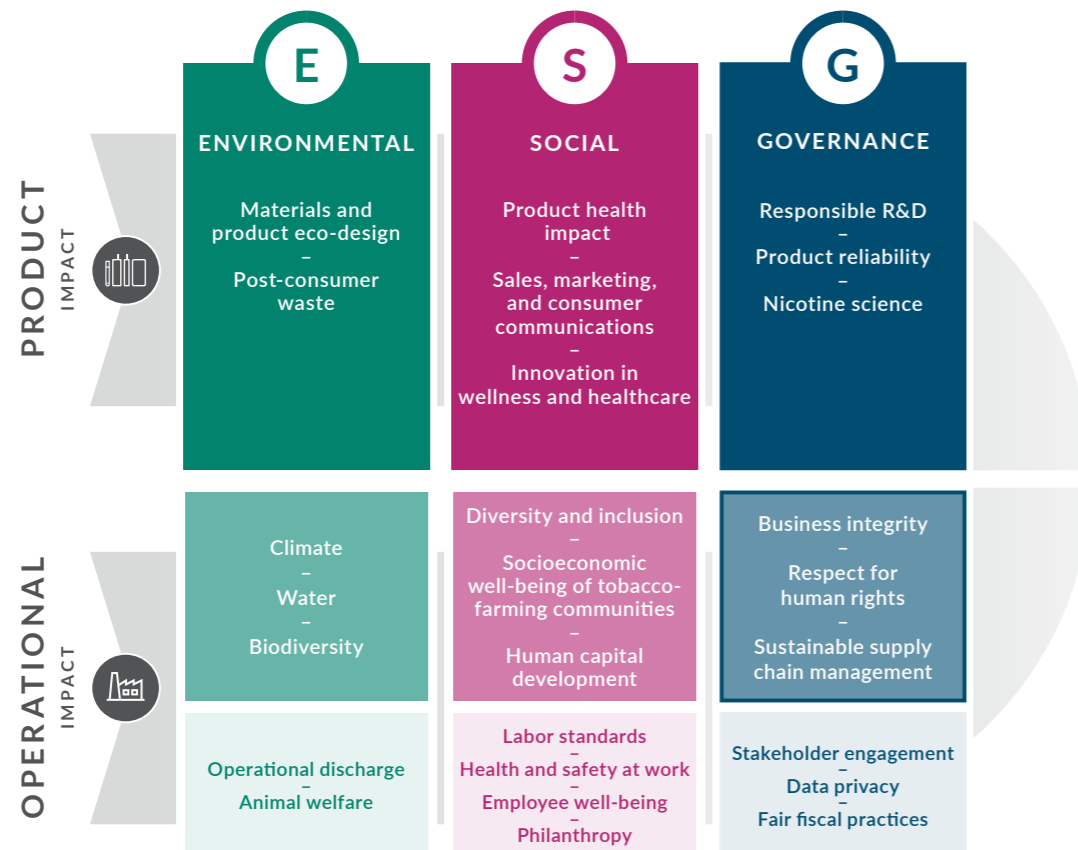 E
S
G
PRODUCT
IMPACT
ENVIRONMENTAL
Materials and
product eco-design
–
Post-consumer
waste
SOCIAL
Product health
impact
–
Sales, marketing,
and consumer
communications
–
Innovation in
wellness and healthcare
GOVERNANCE
Responsible R&D
–
Product reliability
–
Nicotine science
OPERATIONAL
IMPACT
Climate
–
Water
–
Biodiversity
Diversity and inclusion
–
Socioeconomic
well-being of tobacco-
farming communities
–
Human capital
development
Business integrity
–
Respect for
human rights
–
Sustainable supply
chain management
Operational discharge
–
Animal welfare
Labor standards
–
Health and safety at work
–
Employee well-being
–
Philanthropy
Stakeholder engagement
–
Data privacy
–
Fair fiscal practices